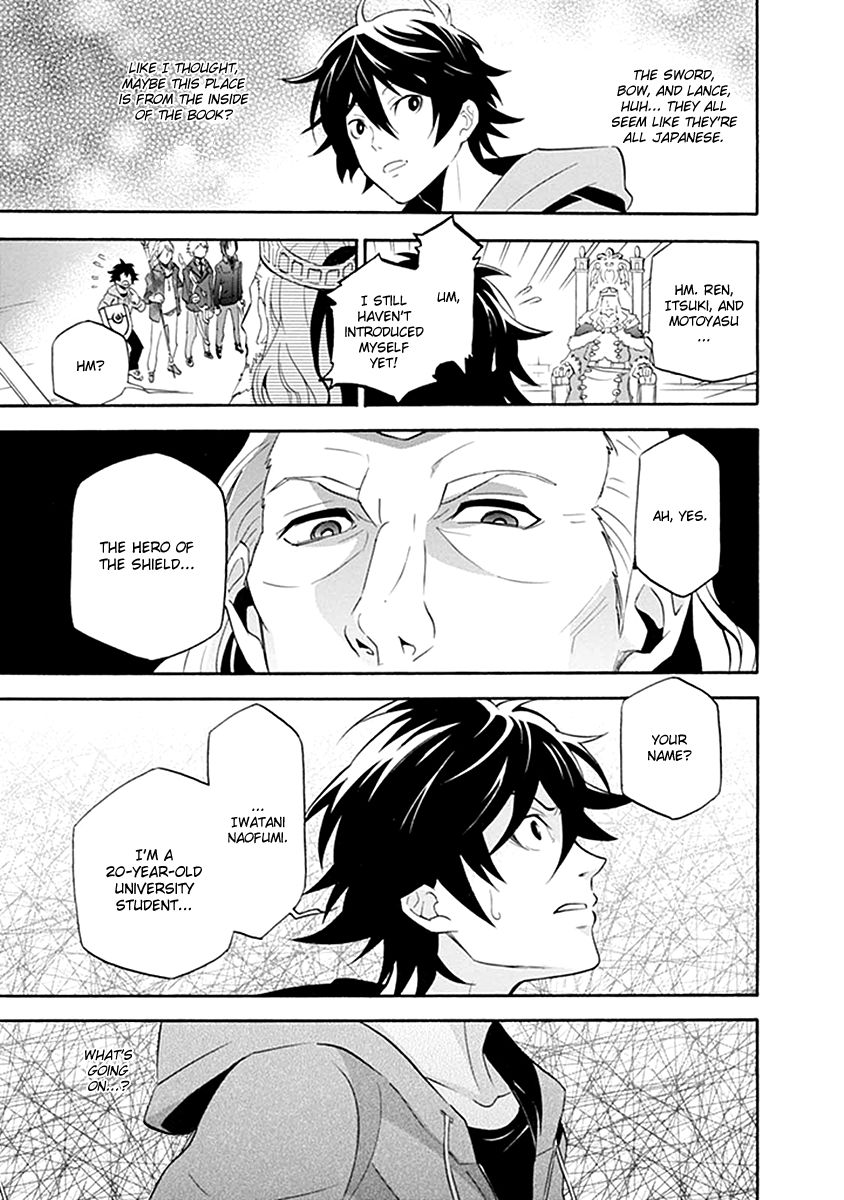 THE SWORD,
BOW, AND LANCE,
HUH... THEY ALL
SEEM LIKE THEY'RE
ALL JAPANESE.
LIKE I THOUGHT,
MAYBE THIS PLACE
IS FROM THE INSIDE
OF THE BOOK?
HM. REN,
ITSUKI, AND
MOTOYASU
...
UM,
I STILL
HAVEN'T
INTRODUCED
MYSELF
YET!
HM?
AH, YES.
THE HERO OF
THE SHIELD...
YOUR
NAME?
...
IWATANI
NAOFUMI.
I'M A
20-YEAR-OLD
UNIVERSITY
STUDENT...
WHAT'S
GOING
ON...?